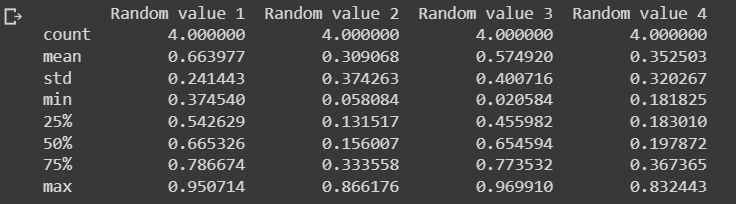 Random value 1 Random value 2 Random value 3 Random value 4
count 4.000000 4.000000 4.000000 4.000000
mean 0.663977 0.309068 0.574920 0.352503
std 0.241443 0.374263 0.400716 0.320267
min 0.374540 0.058084 0.020584 0.181825
25% 0.542629 0.131517 0.455982 0.183010
50% 0.665326 0.156007 0.654594 0.197872
75% 0.786674 0.333558 0.773532 0.367365
max 0.950714 0.866176 0.969910 0.832443